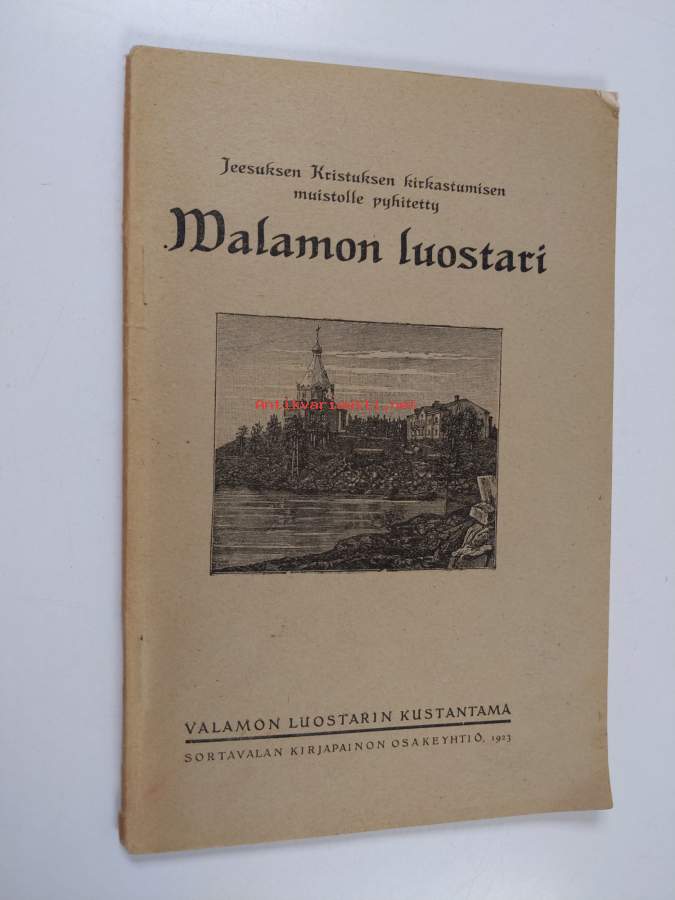 Jeesuksen Kristuksen kirkastumisen
muistolle pyhitetty
Walamon luostari
Antikvariaatti.net
VALAMON LUOSTARIN KUSTANTAMA
SORTAVALAN KIRJAPAINON OSAKEYHTIÖ, 1923